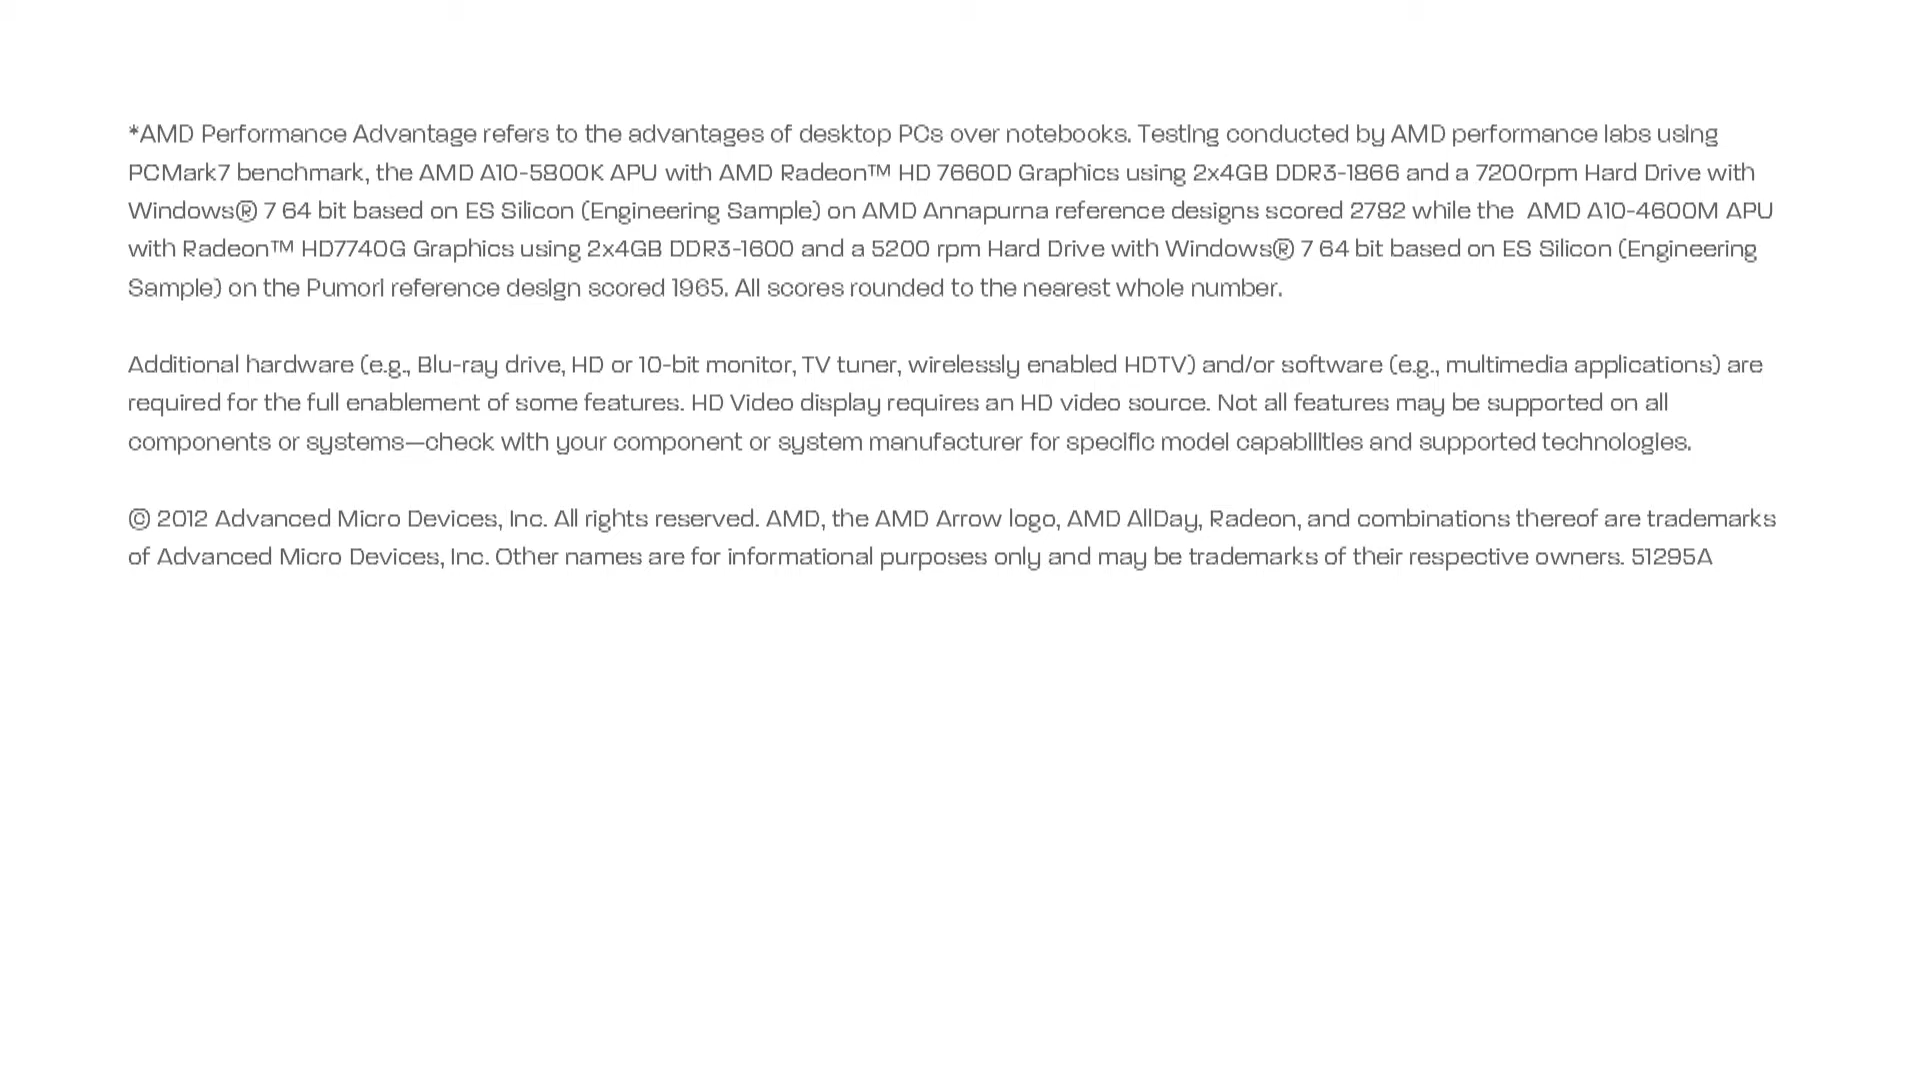 *AMD Performance Advantage refers to the advantages of desktop PCs over notebooks. Testing conducted by AMD performance labs using
PCMark7 benchmark, the AMD A10-5800K APU with AMD Radeon™ HD 7660D Graphics using 2x4GB DDR3-1866 and a 7200rpm Hard Drive with
Windows® 7 64 bit based on ES Silicon (Engineering Sample) on AMD Annapurna reference designs scored 2782 while the  AMD A10-4600M APU
with Radeon™ HD7740G Graphics using 2x4GB DDR3-1600 and a 5200 rpm Hard Drive with Windows® 7 64 bit based on ES Silicon (Engineering
Sample) on the Pumori reference design scored 1965. All scores rounded to the nearest whole number.
Additional hardware (e.g., Blu-ray drive, HD or 10-bit monitor, TV tuner, wirelessly enabled HDTV) and/or software (e.g., multimedia applications) are
required for the full enablement of some features. HD Video display requires an HD video source. Not all features may be supported on all
components or systems—check with your component or system manufacturer for specific model capabilities and supported technologies.
© 2012 Advanced Micro Devices, Inc. All rights reserved. AMD, the AMD Arrow logo, AMD AllDay, Radeon, and combinations thereof are trademarks
of Advanced Micro Devices, Inc. Other names are for informational purposes only and may be trademarks of their respective owners. 51295A